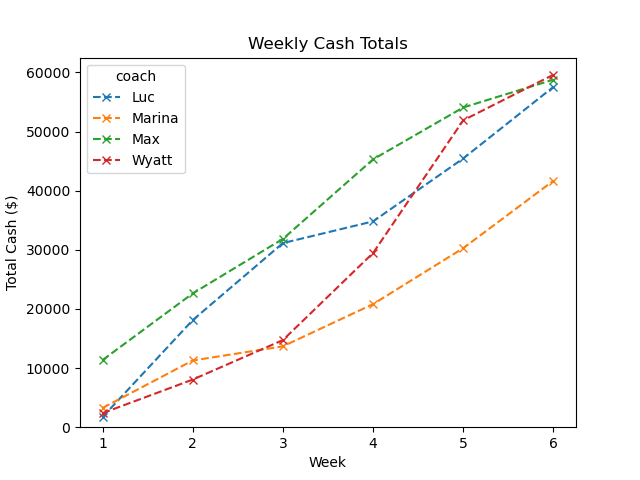 Weekly Cash Totals
coach
Luc
Marina
Max
Wyatt
Total Cash ($)
60000
50000
40000
30000
20000
10000
0
1 2 3 4 5 6
Week